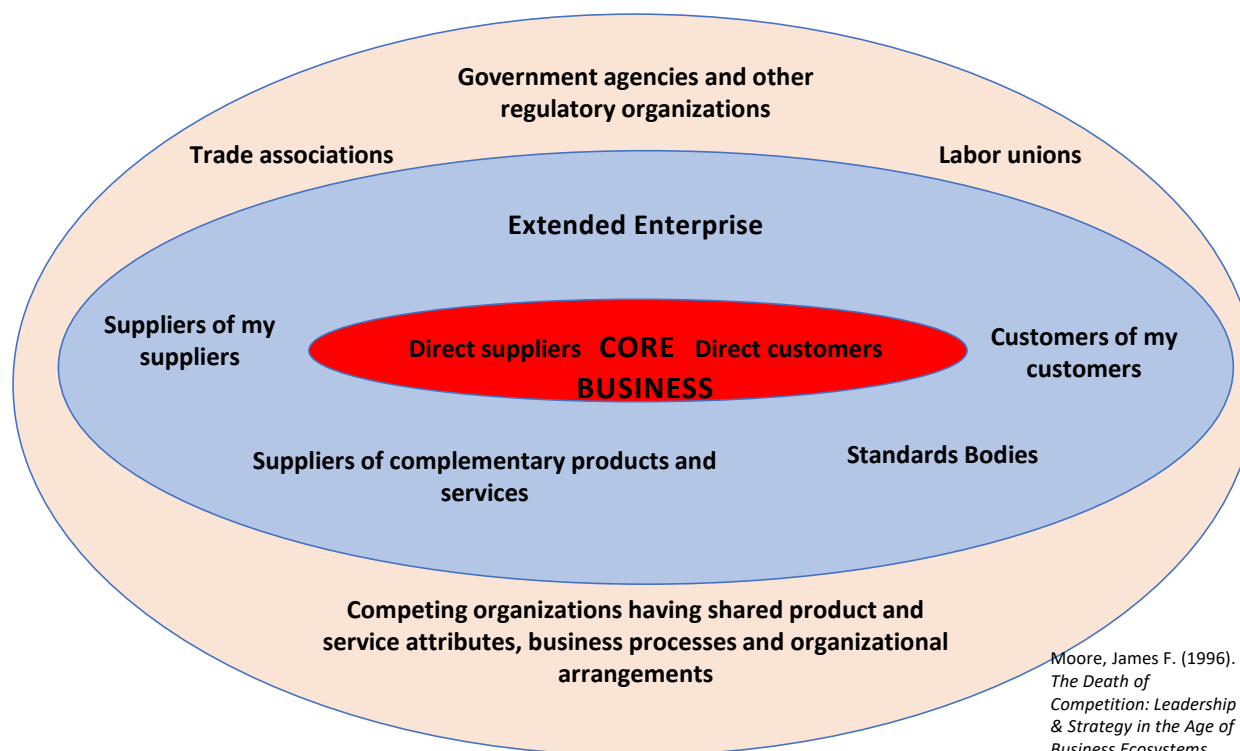 Government agencies and other
regulatory organizations
Trade associations
Labor unions
Extended Enterprise
Suppliers of my
suppliers
Direct suppliers CORE Direct customers
BUSINESS
Customers of my
customers
Suppliers of complementary products and
services
Standards Bodies
Competing organizations having shared product and
service attributes, business processes and organizational
arrangements
Moore, James F. (1996).
The Death of
Competition: Leadership
& Strategy in the Age of
Business Ecosystems